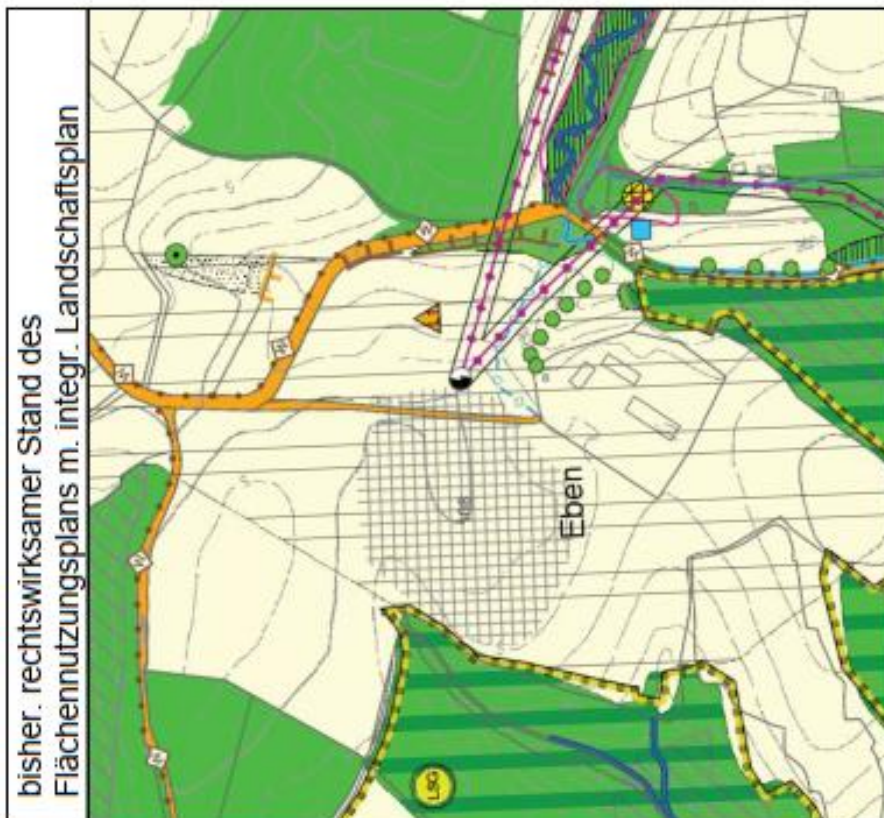 bisher. rechtswirksamer Stand des
Flächennutzungsplans m. integr. Landschaftsplan
Eben
LSG